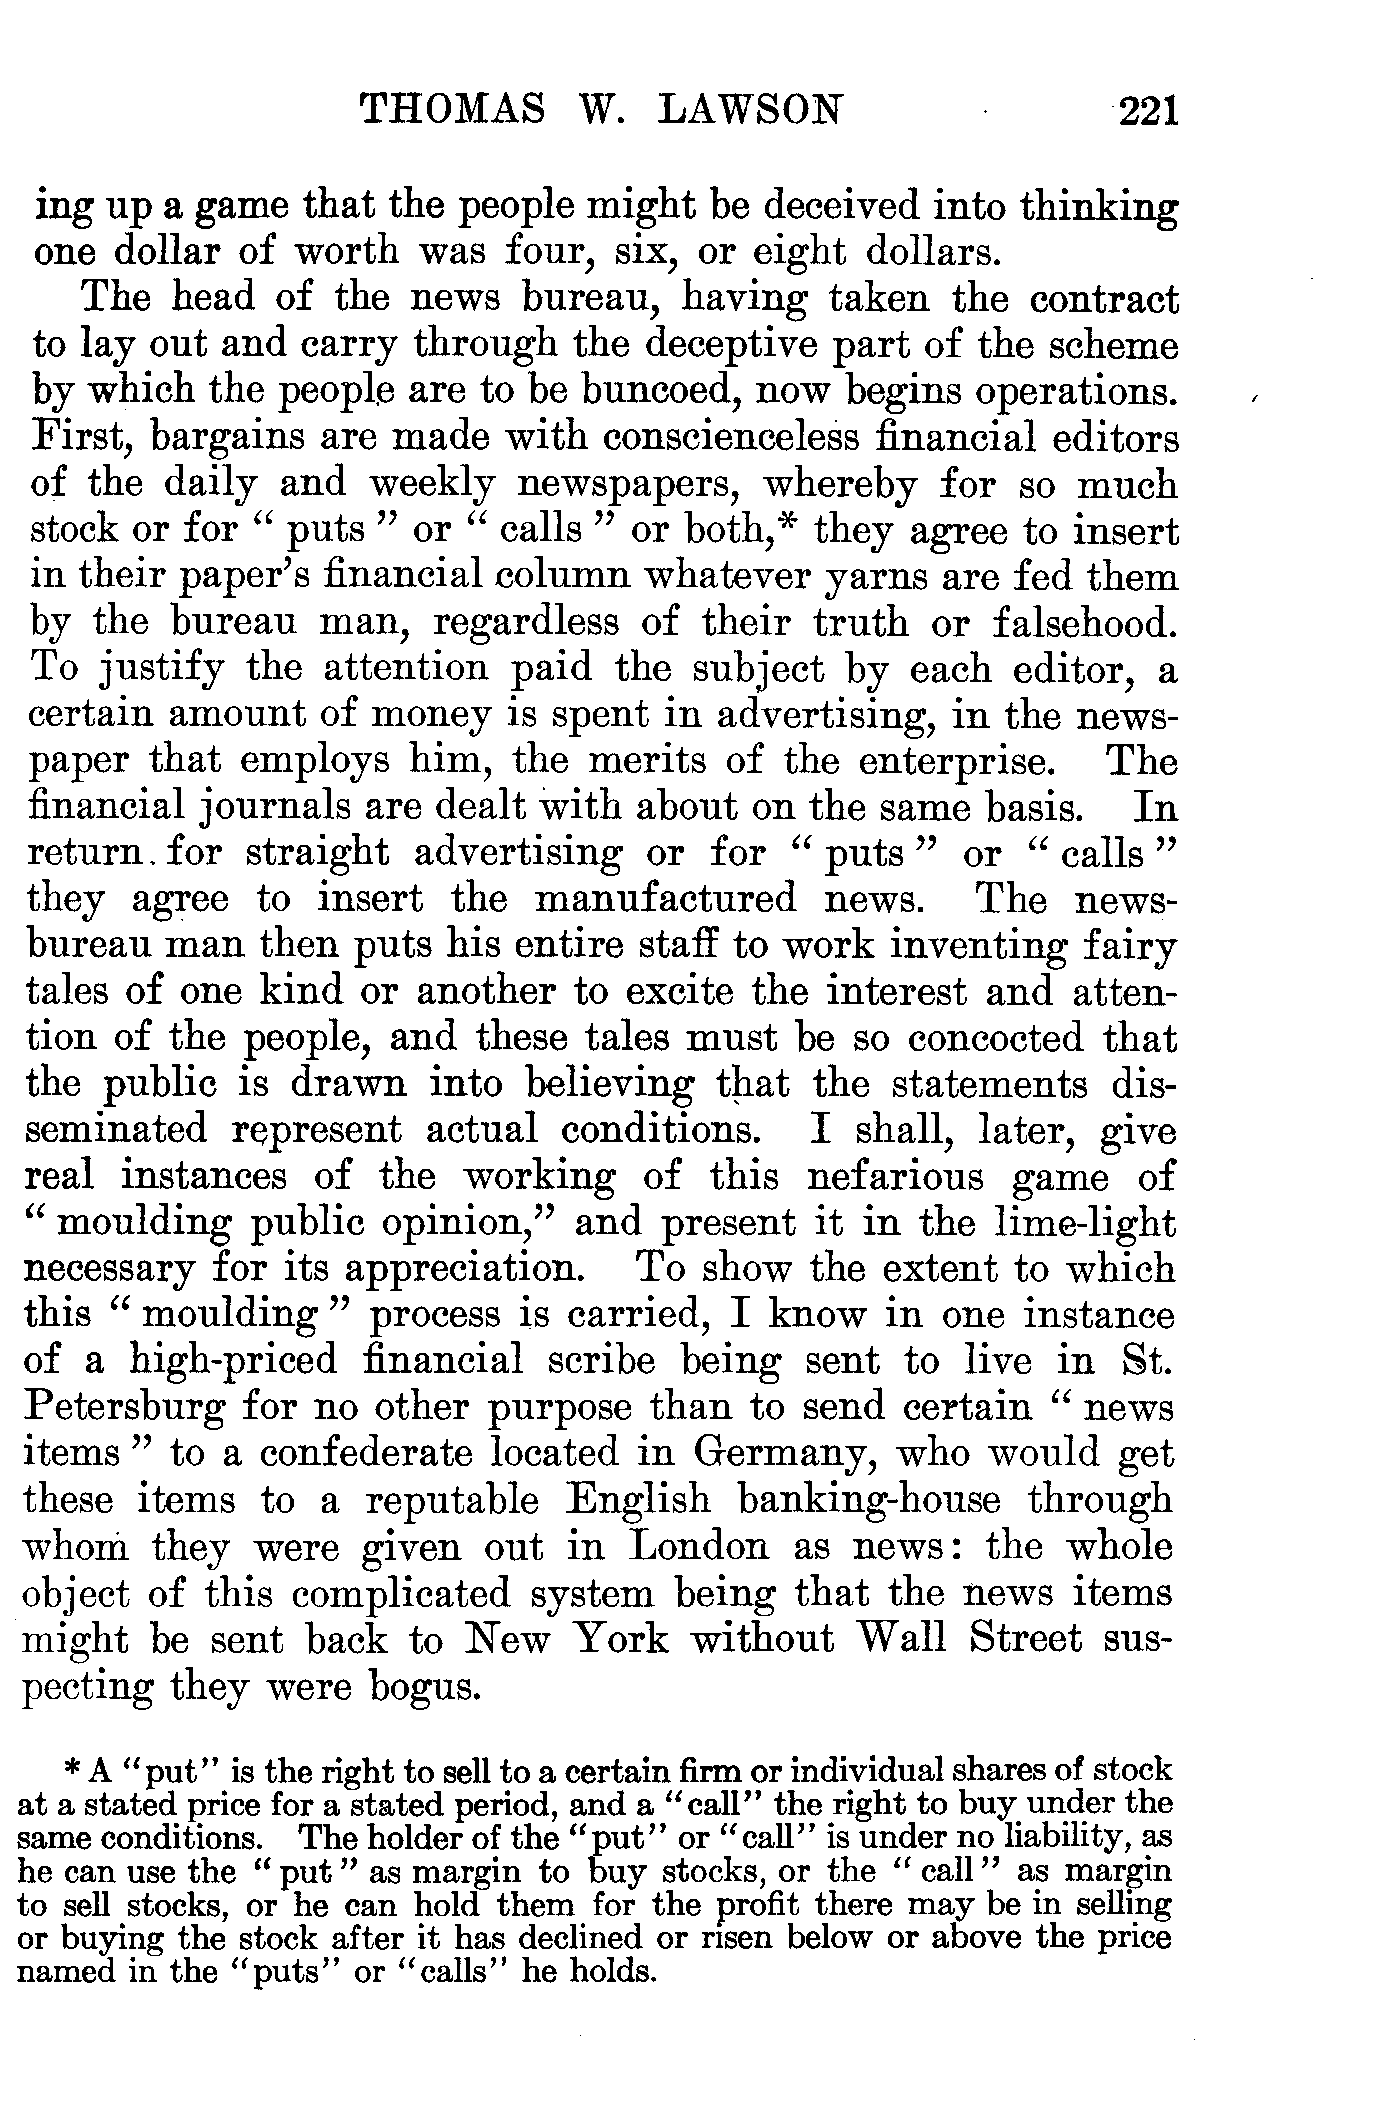 THOMAS W. LAWSON 221
ing up a game that the people might be deceived into thinking
one dollar of worth was four, six, or eight dollars.
The head of the news bureau, having taken the contract
to lay out and carry through the deceptive part of the scheme
by which the people are to be buncoed, now begins operations.
First, bargains are made with conscienceless financial editors
of the daily and weekly newspapers, whereby for so much
stock or for " puts " or " calls " or both,* they agree to insert
in their paper's financial column whatever yarns are fed them
by the bureau man, regardless of their truth or falsehood.
To justify the attention paid the subject by each editor, a
certain amount of money is spent in advertising, in the news-
paper that employs him, the merits of the enterprise. The
financial journals are dealt with about on the same basis. In
return for straight advertising or for " puts " or " calls "
they agree to insert the manufactured news. The news-
bureau man then puts his entire staff to work inventing fairy
tales of one kind or another to excite the interest and atten-
tion of the people, and these tales must be so concocted that
the public is drawn into believing that the statements dis-
seminated represent actual conditions. I shall, later, give
real instances of the working of this nefarious game of
" moulding public opinion," and present it in the lime-light
necessary for its appreciation. To show the extent to which
this " moulding " process is carried, I know in one instance
of a high-priced financial scribe being sent to live in St.
Petersburg for no other purpose than to send certain " news
items " to a confederate located in Germany, who would get
these items to a reputable English banking-house through
whom they were given out in London as news: the whole
object of this complicated system being that the news items
might be sent back to New York without Wall Street sus-
pecting they were bogus.
* A "put" is the right to sell to a certain firm or individual shares of stock
at a stated price for a stated period, and a "call" the right to buy under the
same conditions. The holder of the "put" or "call" is under no liability, as
he can use the "put" as margin to buy stocks, or the "call" as margin
to sell stocks, or he can hold them for the profit there may be in selling
or buying the stock after it has declined or risen below or above the price
named in the "puts" or "calls" he holds.